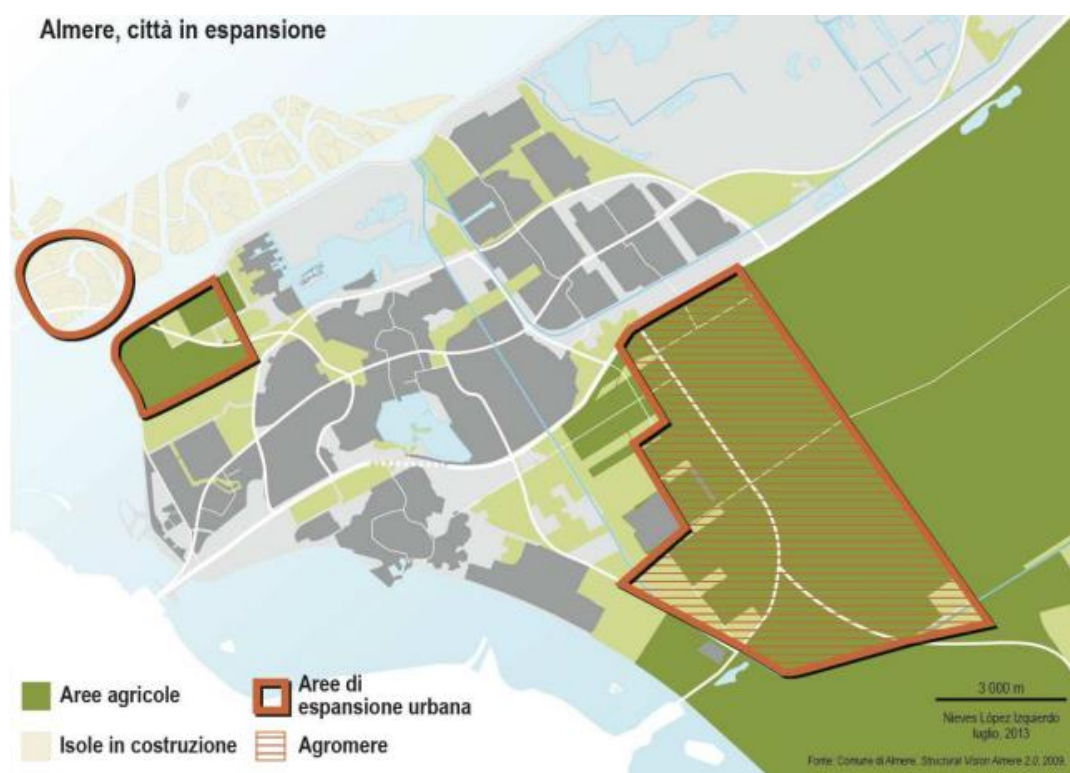 Almere, città in espansione
Aree agricole
Isole in costruzione
Aree di
espansione urbana
Agromere
3 000 m
Nieves López Izquierdo
luglio, 2013
Fonte: Comune di Almere, Structural Vision Almere 2.0, 2009.